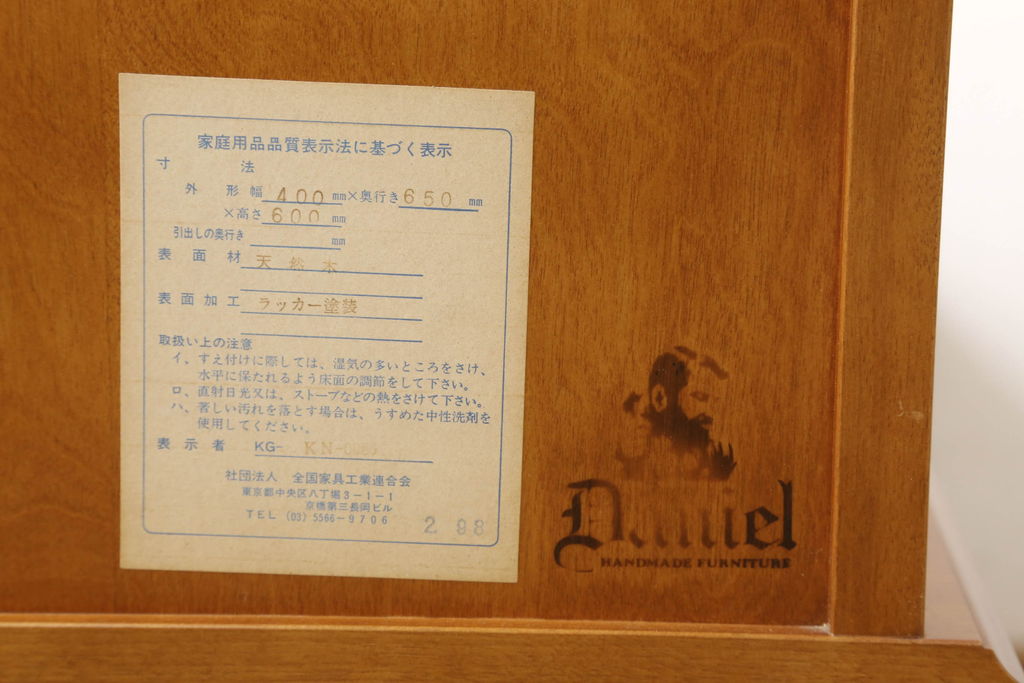 家庭用品品質表示法に基づく表示
寸法
外形 幅 400 mm×奥行き 650 mm
×高さ 600 mm
引出しの奥行き mm
表面材 天然木
表面加工 ラッカー塗装
取扱い上の注意
イ、すえ付けに際しては、湿気の多いところをさけ、
水平に保たれるよう床面の調節をして下さい。
ロ、直射日光又は、ストーブなどの熱をさけて下さい。
ハ、著しい汚れを落とす場合は、うすめた中性洗剤を
使用してください。
表示者 KG- KN-
社団法人 全国家具工業連合会
東京都中央区八丁堀3-1-1
京橋第三長岡ビル
TEL (03) 5566-9706
2 98
Daniel
HANDMADE FURNITURE